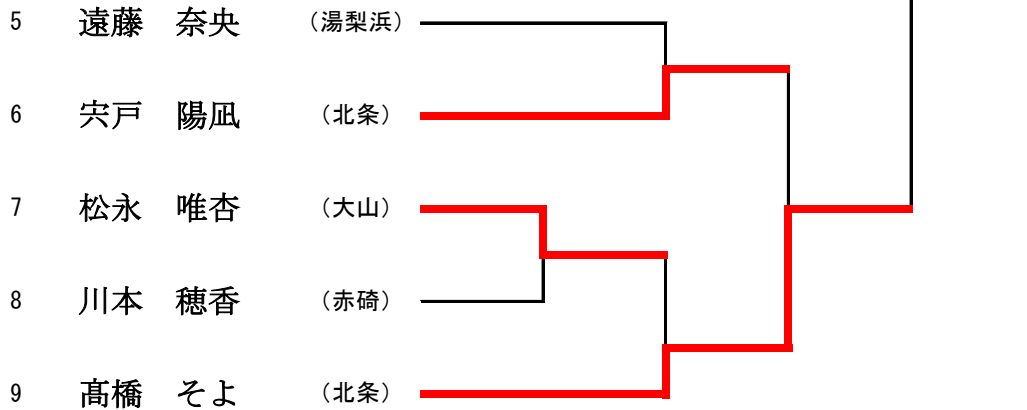 5 遠藤 奈央 (湯梨浜)
6 宍戸 陽凪 (北条)
7 松永 唯杏 (大山)
8 川本 穂香 (赤碕)
9 髙橋 そよ (北条)